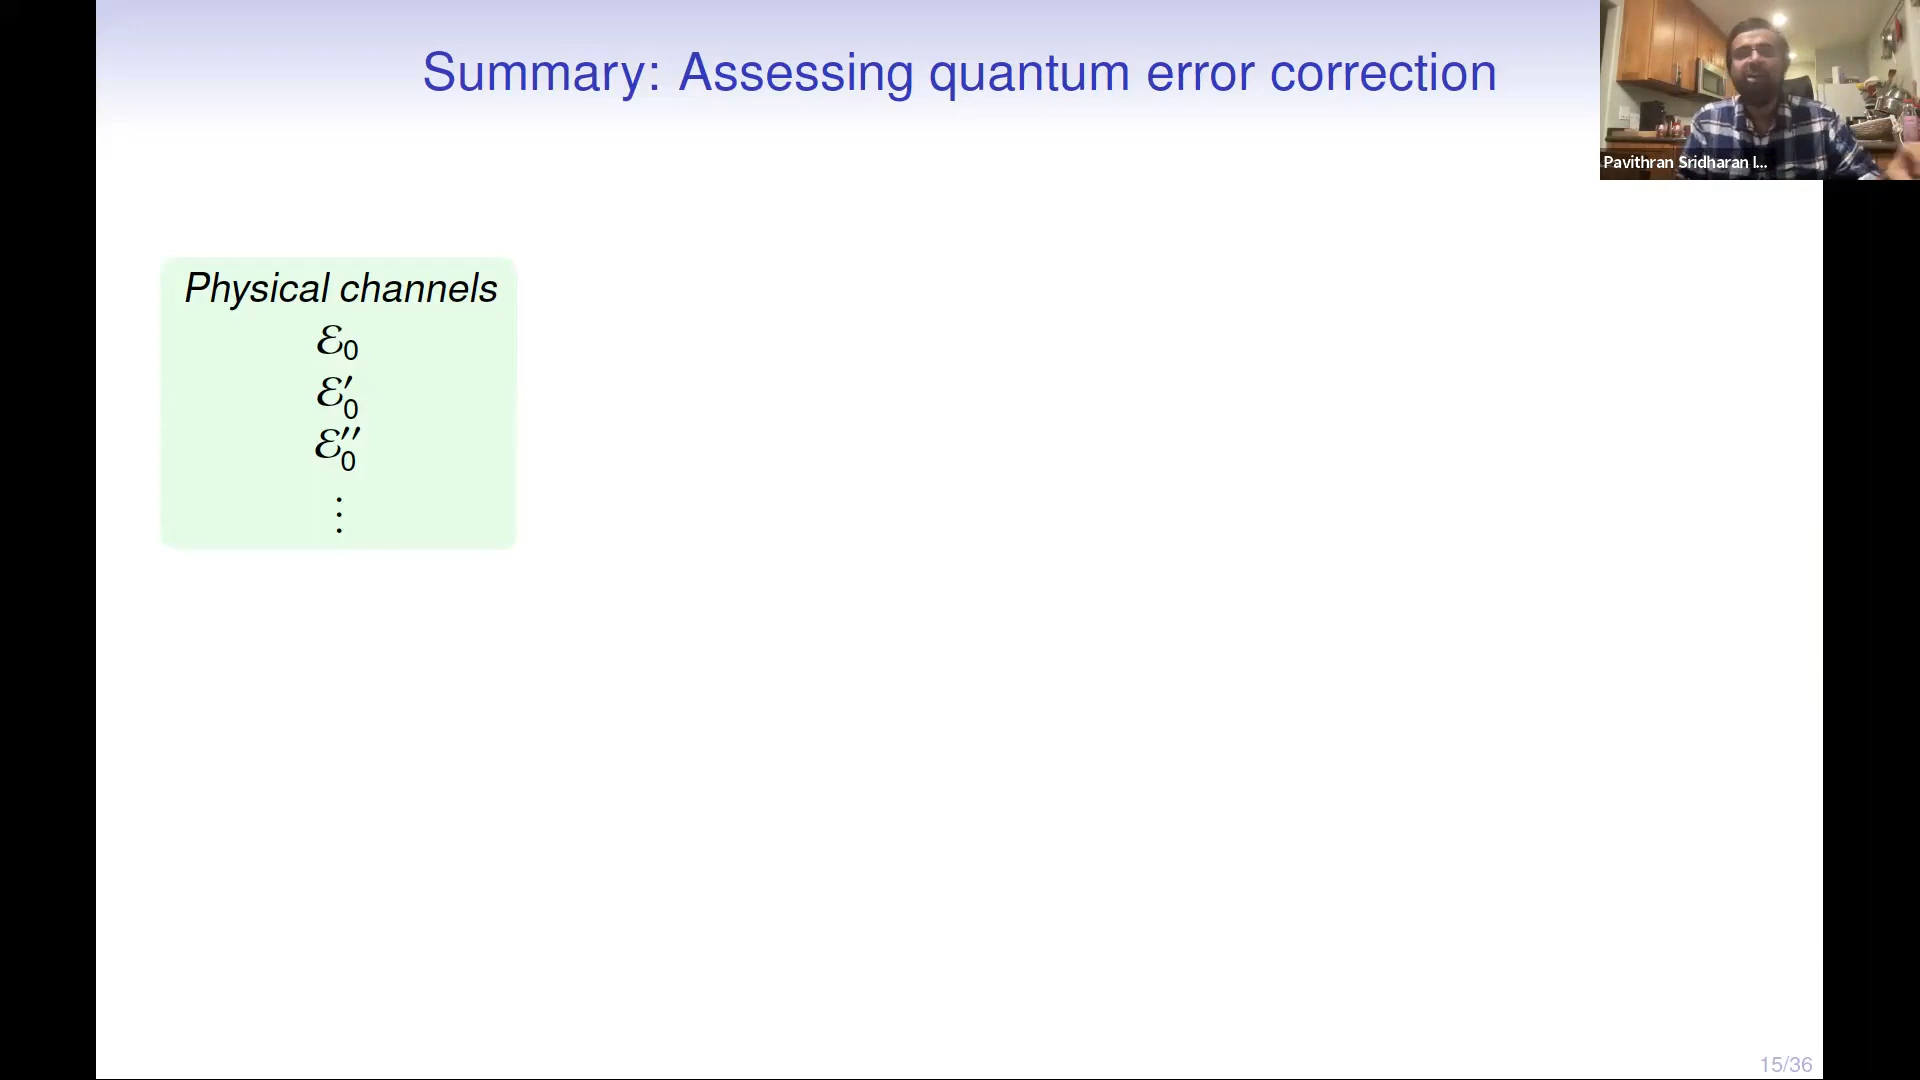 Summary: Assessing quantum error correction
Pavithran Sridharan I...
Physical channels
ℰ₀
ℰ′₀
ℰ″₀
⋮
15/36